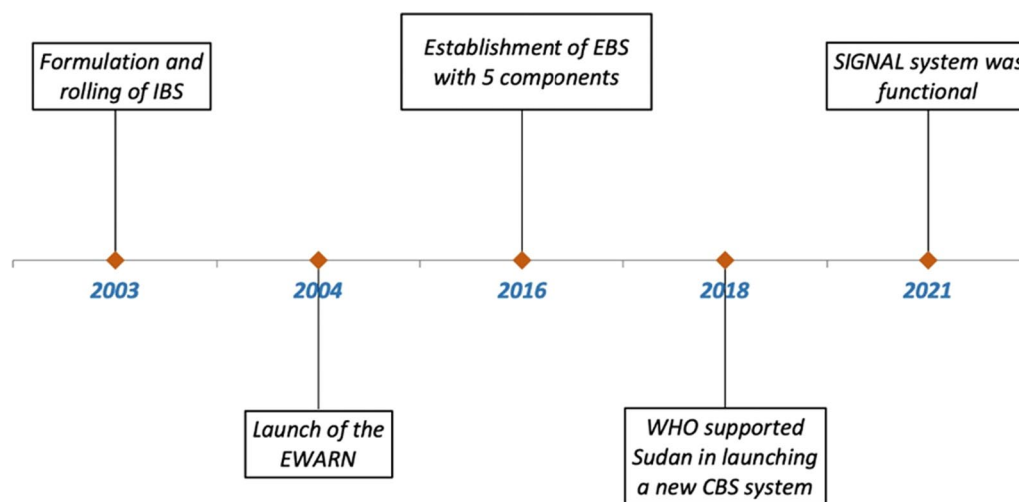 Formulation and
rolling of IBS
Establishment of EBS
with 5 components
SIGNAL system was
functional
2003
2004
2016
2018
2021
Launch of the
EWARN
WHO supported
Sudan in launching
a new CBS system